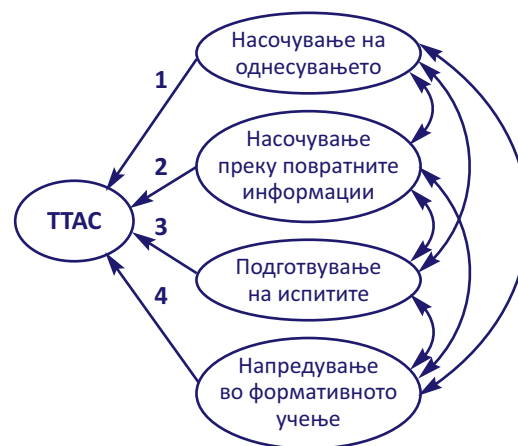 Насочување на
однесувањето
1
Насочување
преку повратните
информации
2
ТТАС
3
Подготвување
на испитите
4
Напредување
во формативното
учење